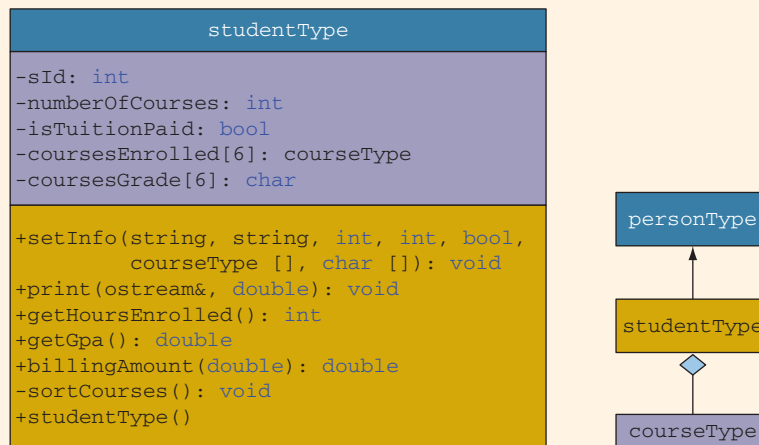 studentType
-sId: int
-numberOfCourses: int
-isTuitionPaid: bool
-coursesEnrolled[6]: courseType
-coursesGrade[6]: char
+setInfo(string, string, int, int, bool,
courseType [], char []): void
+print(ostream&, double): void
+getHoursEnrolled(): int
+getGpa(): double
+billingAmount(double): double
-sortCourses(): void
+studentType()
personType
studentType
courseType